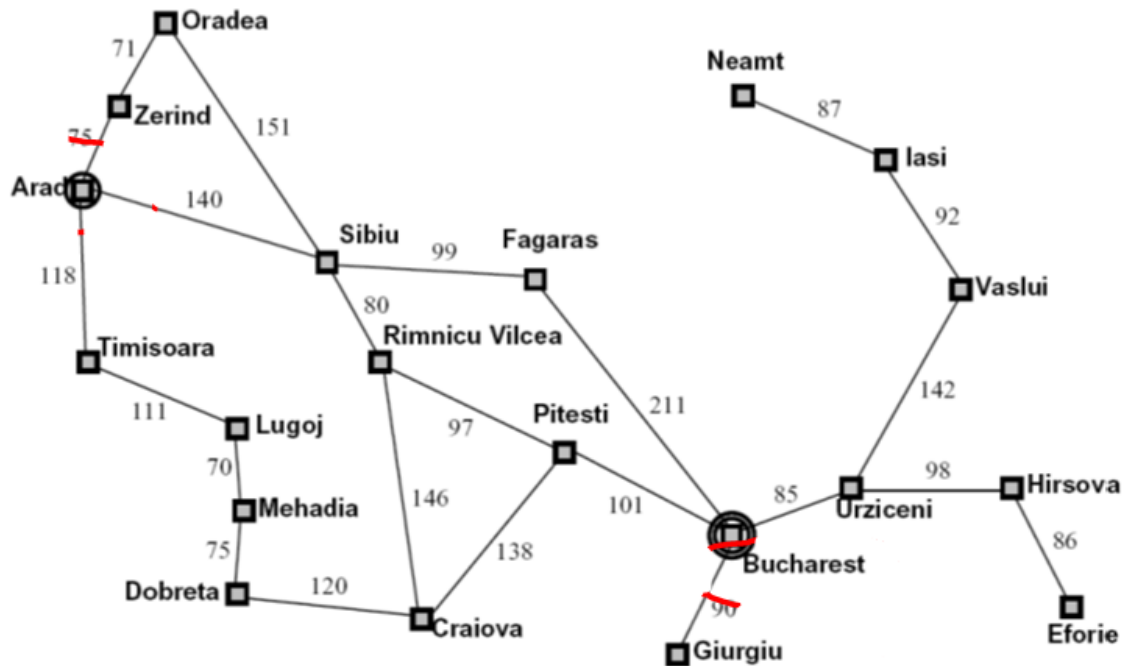 Oradea
71
Neamt
87
Zerind
151
Iasi
75
Arad
140
92
Sibiu
99
Fagaras
118
80
Vaslui
Rimnicu Vilcea
Timisoara
142
111
211
Pitesti
Lugoj
97
70
98
Hirsova
85
146
101
Urziceni
Mehadia
86
138
75
Bucharest
Dobreta
120
90
Craiova
Eforie
Giurgiu